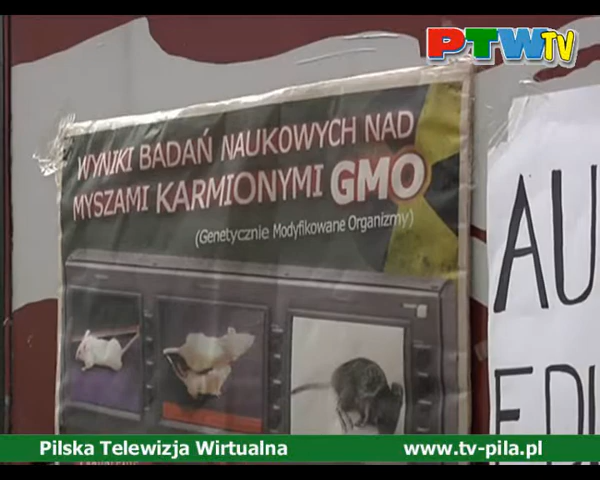 PTWTV
WYNIKI BADAŃ NAUKOWYCH NAD
MYSZAMI KARMIONYMI GMO
(Genetycznie Modyfikowane Organizmy)
AU
EDU
Pilska Telewizja Wirtualna www.tv-pila.pl